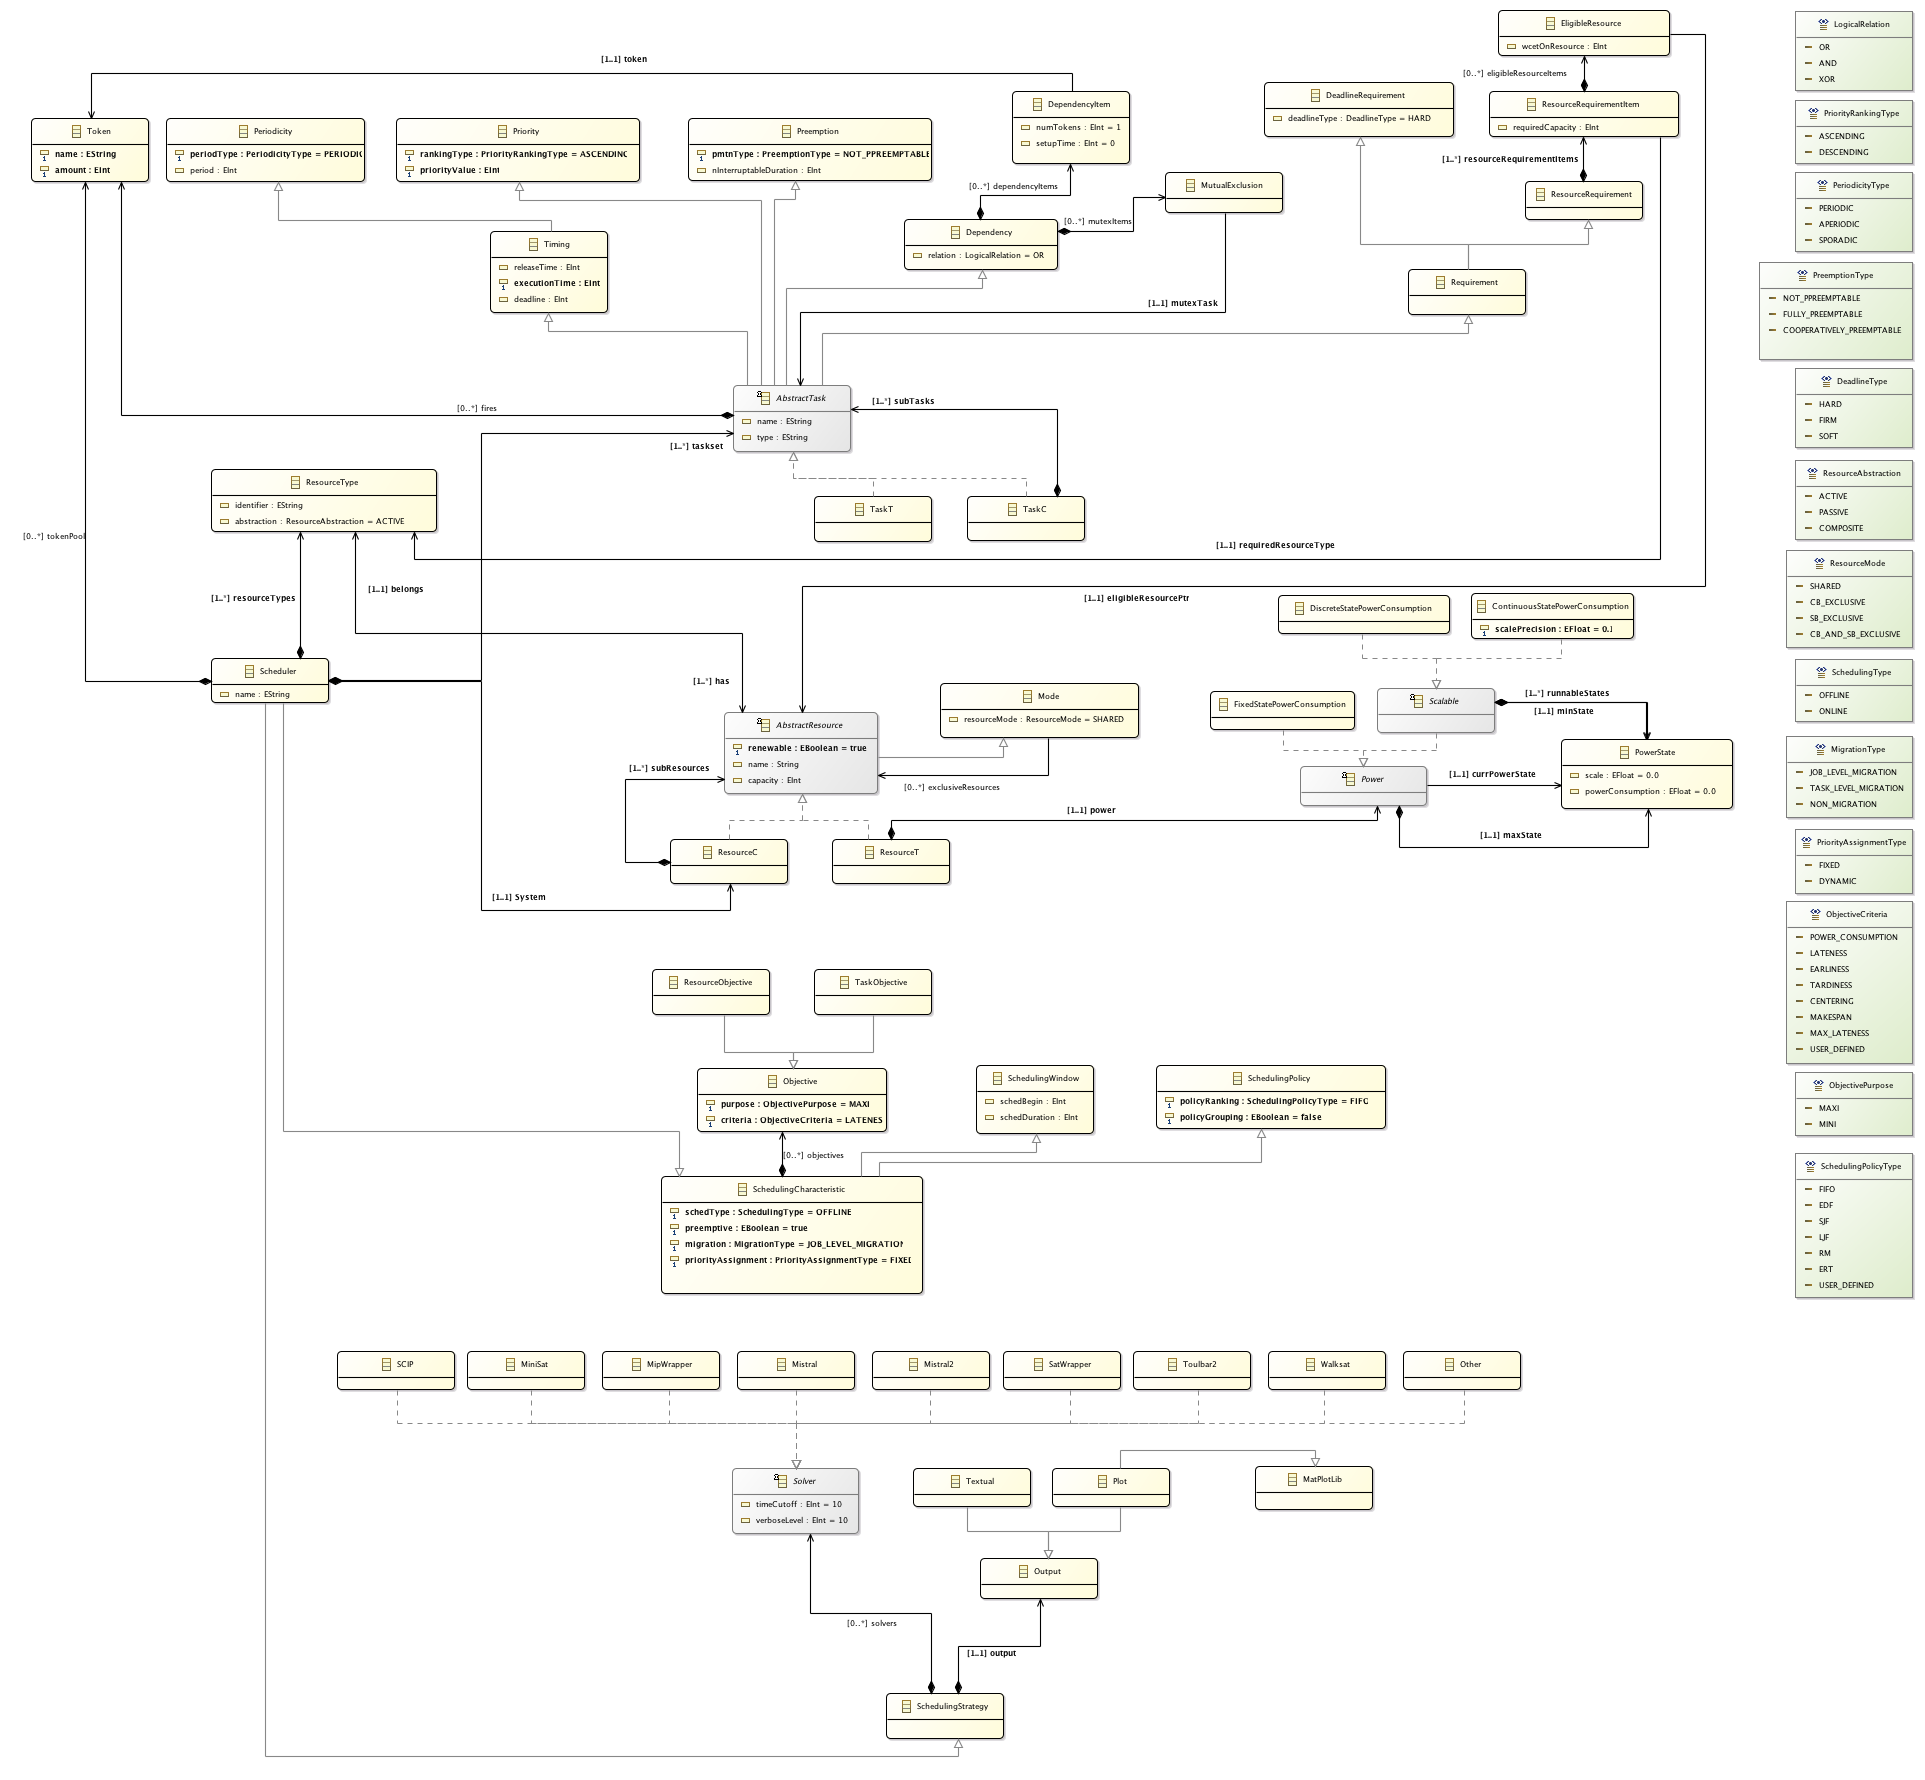 EligibleResource
wcetOnResource : EInt
[0..*] eligibleResourceItems
[1..1] token
DependencyItem
numTokens : EInt = 1
setupTime : EInt = 0
DeadlineRequirement
deadlineType : DeadlineType = HARD
ResourceRequirementItem
requiredCapacity : EInt
Token
name : EString
amount : EInt
Periodicity
periodType : PeriodicityType = PERIODIC
period : EInt
Priority
rankingType : PriorityRankingType = ASCENDING
priorityValue : EInt
Preemption
pmtnType : PreemptionType = NOT_PPREEMPTABLE
nInterruptableDuration : EInt
[1..*] resourceRequirementItems
[0..*] dependencyItems
MutualExclusion
ResourceRequirement
[0..*] mutexItems
Dependency
relation : LogicalRelation = OR
Timing
releaseTime : EInt
executionTime : EInt
deadline : EInt
Requirement
[1..1] mutexTask
AbstractTask
name : EString
type : EString
[0..*] fires
[1..*] subTasks
[1..*] taskset
ResourceType
identifier : EString
abstraction : ResourceAbstraction = ACTIVE
TaskT
TaskC
[0..*] tokenPool
[1..1] requiredResourceType
[1..1] belongs
[1..*] resourceTypes
[1..1] eligibleResourcePtr
DiscreteStatePowerConsumption
ContinuousStatePowerConsumption
scalePrecision : EFloat = 0.1
Scheduler
name : EString
[1..*] has
Mode
resourceMode : ResourceMode = SHARED
FixedStatePowerConsumption
Scalable
[1..*] runnableStates
[1..1] minState
AbstractResource
renewable : EBoolean = true
name : String
capacity : EInt
PowerState
scale : EFloat = 0.0
powerConsumption : EFloat = 0.0
[1..*] subResources
[0..*] exclusiveResources
Power
[1..1] currPowerState
[1..1] power
[1..1] maxState
ResourceC
ResourceT
[1..1] System
ResourceObjective
TaskObjective
Objective
purpose : ObjectivePurpose = MAXI
criteria : ObjectiveCriteria = LATENES
SchedulingWindow
schedBegin : EInt
schedDuration : EInt
SchedulingPolicy
policyRanking : SchedulingPolicyType = FIFO
policyGrouping : EBoolean = false
[0..*] objectives
SchedulingCharacteristic
schedType : SchedulingType = OFFLINE
preemptive : EBoolean = true
migration : MigrationType = JOB_LEVEL_MIGRATION
priorityAssignment : PriorityAssignmentType = FIXED
SCIP
MiniSat
MipWrapper
Mistral
Mistral2
SatWrapper
Toulbar2
Walksat
Other
Solver
timeCutoff : EInt = 10
verboseLevel : EInt = 10
Textual
Plot
MatPlotLib
Output
[0..*] solvers
[1..1] output
SchedulingStrategy
LogicalRelation
OR
AND
XOR
PriorityRankingType
ASCENDING
DESCENDING
PeriodicityType
PERIODIC
APERIODIC
SPORADIC
PreemptionType
NOT_PPREEMPTABLE
FULLY_PREEMPTABLE
COOPERATIVELY_PREEMPTABLE
DeadlineType
HARD
FIRM
SOFT
ResourceAbstraction
ACTIVE
PASSIVE
COMPOSITE
ResourceMode
SHARED
CB_EXCLUSIVE
SB_EXCLUSIVE
CB_AND_SB_EXCLUSIVE
SchedulingType
OFFLINE
ONLINE
MigrationType
JOB_LEVEL_MIGRATION
TASK_LEVEL_MIGRATION
NON_MIGRATION
PriorityAssignmentType
FIXED
DYNAMIC
ObjectiveCriteria
POWER_CONSUMPTION
LATENESS
EARLINESS
TARDINESS
CENTERING
MAKESPAN
MAX_LATENESS
USER_DEFINED
ObjectivePurpose
MAXI
MINI
SchedulingPolicyType
FIFO
EDF
SJF
LJF
RM
ERT
USER_DEFINED